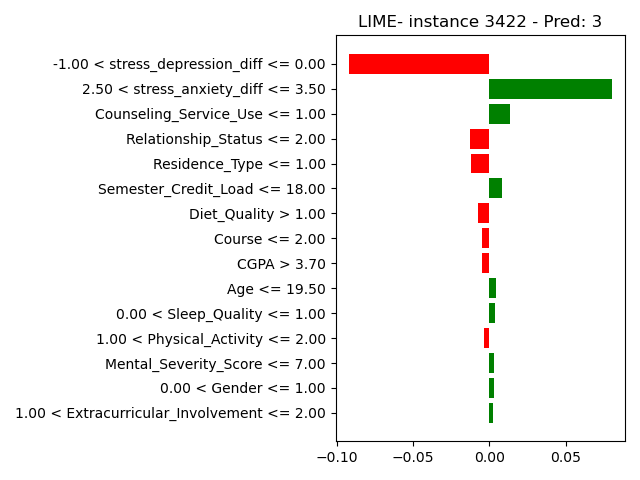 LIME- instance 3422 - Pred: 3
-1.00 < stress_depression_diff <= 0.00
2.50 < stress_anxiety_diff <= 3.50
Counseling_Service_Use <= 1.00
Relationship_Status <= 2.00
Residence_Type <= 1.00
Semester_Credit_Load <= 18.00
Diet_Quality > 1.00
Course <= 2.00
CGPA > 3.70
Age <= 19.50
0.00 < Sleep_Quality <= 1.00
1.00 < Physical_Activity <= 2.00
Mental_Severity_Score <= 7.00
0.00 < Gender <= 1.00
1.00 < Extracurricular_Involvement <= 2.00
−0.10 −0.05 0.00 0.05